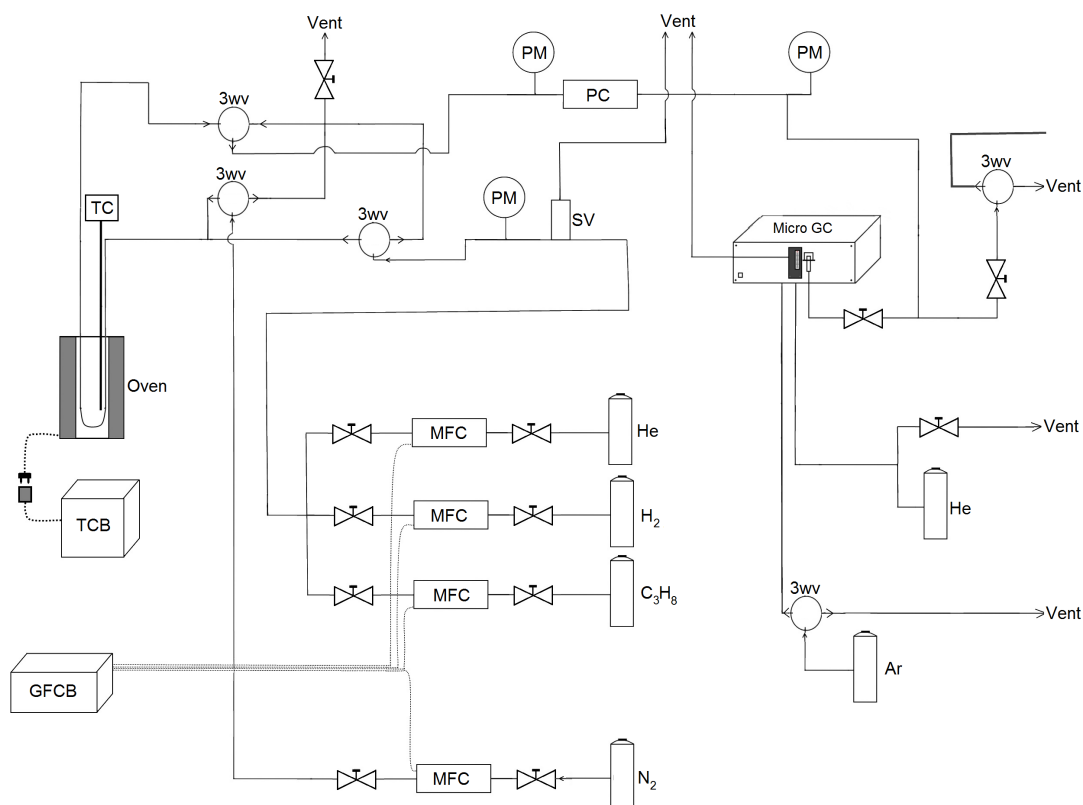 Vent
Vent
PM
PM
PC
3wv
3wv
3wv
3wv
Vent
TC
PM
SV
3wv
Micro GC
Oven
He
MFC
Vent
TCB
MFC
H₂
He
MFC
C₃H₈
3wv
Vent
GFCB
Ar
MFC
N₂